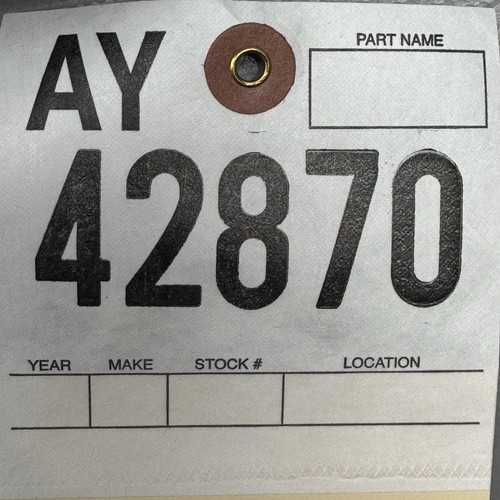 AY
PART NAME
42870
YEAR MAKE STOCK # LOCATION